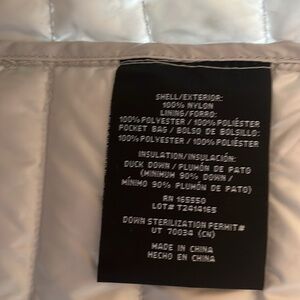 SHELL/EXTERIOR:
100% NYLON
LINING/FORRO:
100% POLYESTER / 100% POLIÉSTER
POCKET BAG / BOLSO DE BOLSILLO:
100% POLYESTER / 100% POLIÉSTER
INSULATION/INSULACIÓN:
DUCK DOWN / PLUMÓN DE PATO
(MINIMUM 90% DOWN /
MÍNIMO 90% PLUMÓN DE PATO)
RN 165550
LOT# T2414165
DOWN STERILIZATION PERMIT#
UT 70034 (CN)
MADE IN CHINA
HECHO EN CHINA